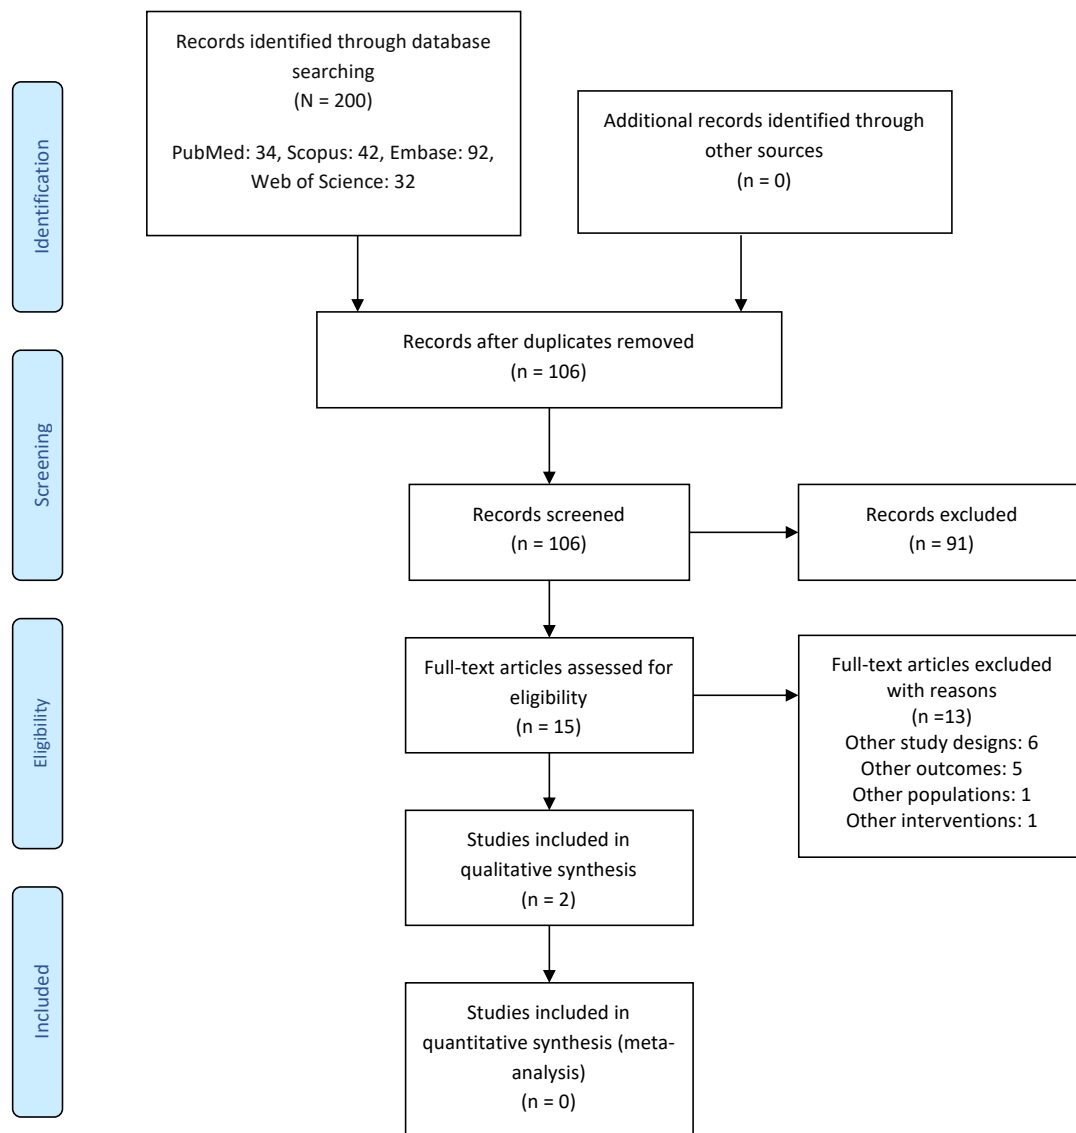 Records identified through database
searching
(N = 200)
PubMed: 34, Scopus: 42, Embase: 92,
Web of Science: 32
Additional records identified through
other sources
(n = 0)
Identification
Records after duplicates removed
(n = 106)
Screening
Records screened
(n = 106)
Records excluded
(n = 91)
Eligibility
Full-text articles assessed for
eligibility
(n = 15)
Full-text articles excluded
with reasons
(n =13)
Other study designs: 6
Other outcomes: 5
Other populations: 1
Other interventions: 1
Studies included in
qualitative synthesis
(n = 2)
Included
Studies included in
quantitative synthesis (meta-
analysis)
(n = 0)